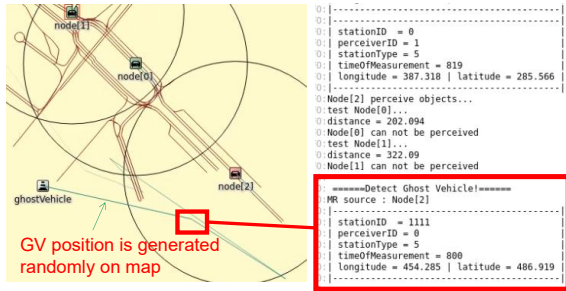 node[1]
node[0]
node[2]
ghostVehicle
GV position is generated
randomly on map
0:|----------------------------------------------|
0:| stationID = 0 |
0:| perceiverID = 1 |
0:| stationType = 5 |
0:| timeOfMeasurement = 819 |
0:| longitude = 387.318 | latitude = 285.566 |
0:|----------------------------------------------|
0:Node[2] perceive objects...
0:test Node[0]...
0:distance = 202.094
0:Node[0] can not be perceived
0:test Node[1]...
0:distance = 322.09
0:Node[1] can not be perceived
0: ======Detect Ghost Vehicle!======
0:MR source : Node[2]
0:|----------------------------------------------|
0:| stationID = 1111 |
0:| perceiverID = 0 |
0:| stationType = 5 |
0:| timeOfMeasurement = 800 |
0:| longitude = 454.285 | latitude = 486.919 |
0:|----------------------------------------------|